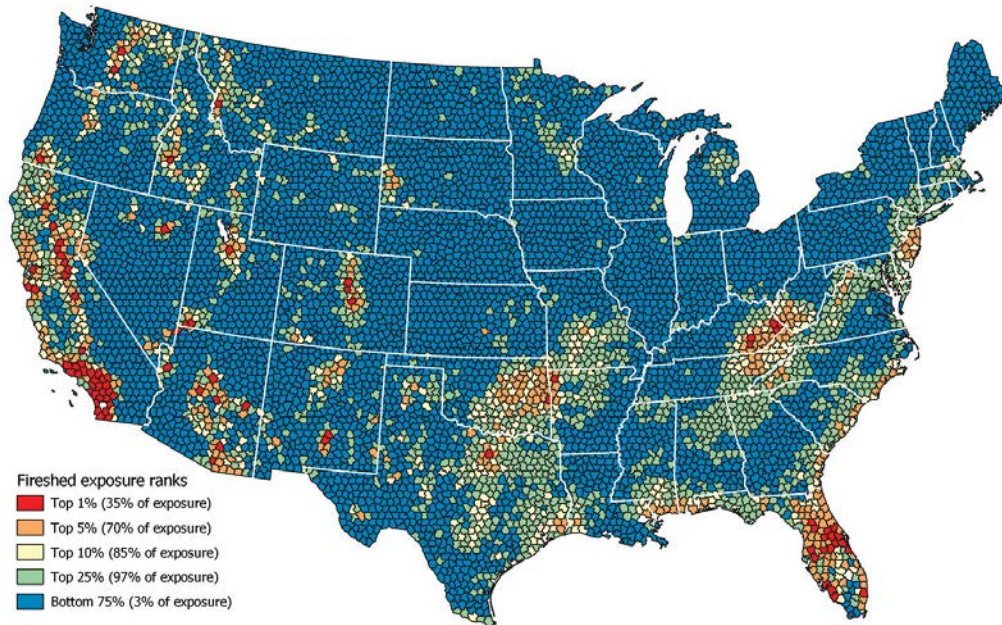 Fireshed exposure ranks
Top 1% (35% of exposure)
Top 5% (70% of exposure)
Top 10% (85% of exposure)
Top 25% (97% of exposure)
Bottom 75% (3% of exposure)